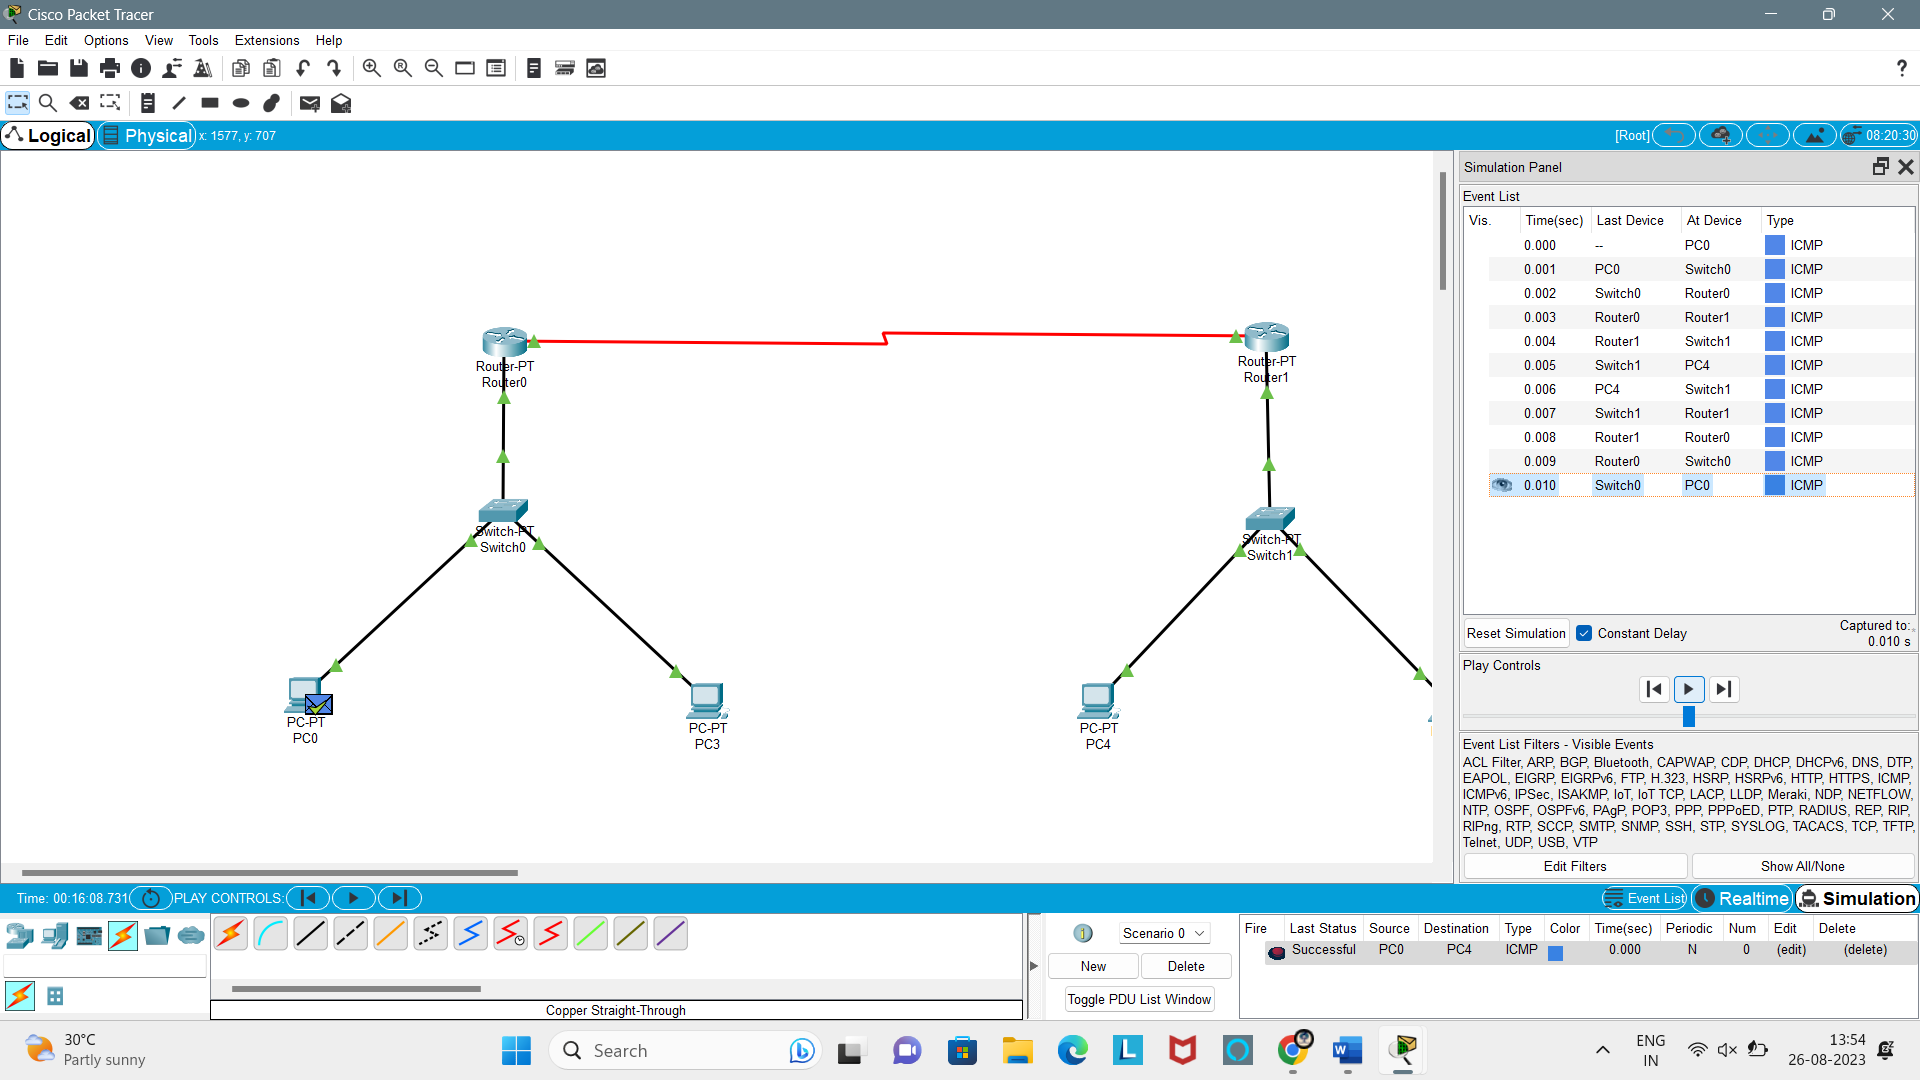 Cisco Packet Tracer
File Edit Options View Tools Extensions Help
?
Logical Physical x: 1577, y: 707 [Root] 08:20:30
Simulation Panel
Event List
Vis. Time(sec) Last Device At Device Type
0.000 -- PC0 ICMP
0.001 PC0 Switch0 ICMP
0.002 Switch0 Router0 ICMP
0.003 Router0 Router1 ICMP
0.004 Router1 Switch1 ICMP
0.005 Switch1 PC4 ICMP
0.006 PC4 Switch1 ICMP
0.007 Switch1 Router1 ICMP
0.008 Router1 Router0 ICMP
0.009 Router0 Switch0 ICMP
0.010 Switch0 PC0 ICMP
Reset Simulation Constant Delay Captured to:
0.010 s
Play Controls
Event List Filters - Visible Events
ACL Filter, ARP, BGP, Bluetooth, CAPWAP, CDP, DHCP, DHCPv6, DNS, DTP,
EAPOL, EIGRP, EIGRPv6, FTP, H.323, HSRP, HSRPv6, HTTP, HTTPS, ICMP,
ICMPv6, IPSec, ISAKMP, IoT, IoT TCP, LACP, LLDP, Meraki, NDP, NETFLOW,
NTP, OSPF, OSPFv6, PAgP, POP3, PPP, PPPoED, PTP, RADIUS, REP, RIP,
RIPng, RTP, SCCP, SMTP, SNMP, SSH, STP, SYSLOG, TACACS, TCP, TFTP,
Telnet, UDP, USB, VTP
Edit Filters Show All/None
Router-PT
Router0
Router-PT
Router1
Switch-PT
Switch0
Switch-PT
Switch1
PC-PT
PC0
PC-PT
PC3
PC-PT
PC4
Time: 00:16:08.731 PLAY CONTROLS: Event List Realtime Simulation
Copper Straight-Through
1 Scenario 0
New Delete
Toggle PDU List Window
Fire Last Status Source Destination Type Color Time(sec) Periodic Num Edit Delete
Successful PC0 PC4 ICMP 0.000 N 0 (edit) (delete)
30°C
Partly sunny
Search
ENG
IN
13:54
26-08-2023